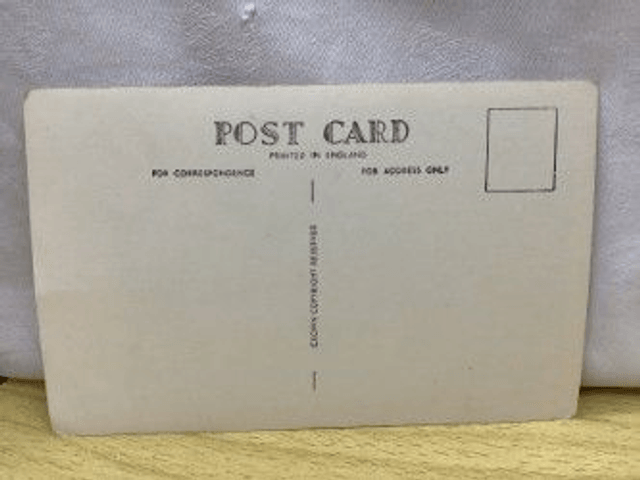 POST CARD
PRINTED IN ENGLAND
FOR CORRESPONDENCE
FOR ADDRESS ONLY
CROWN COPYRIGHT RESERVED